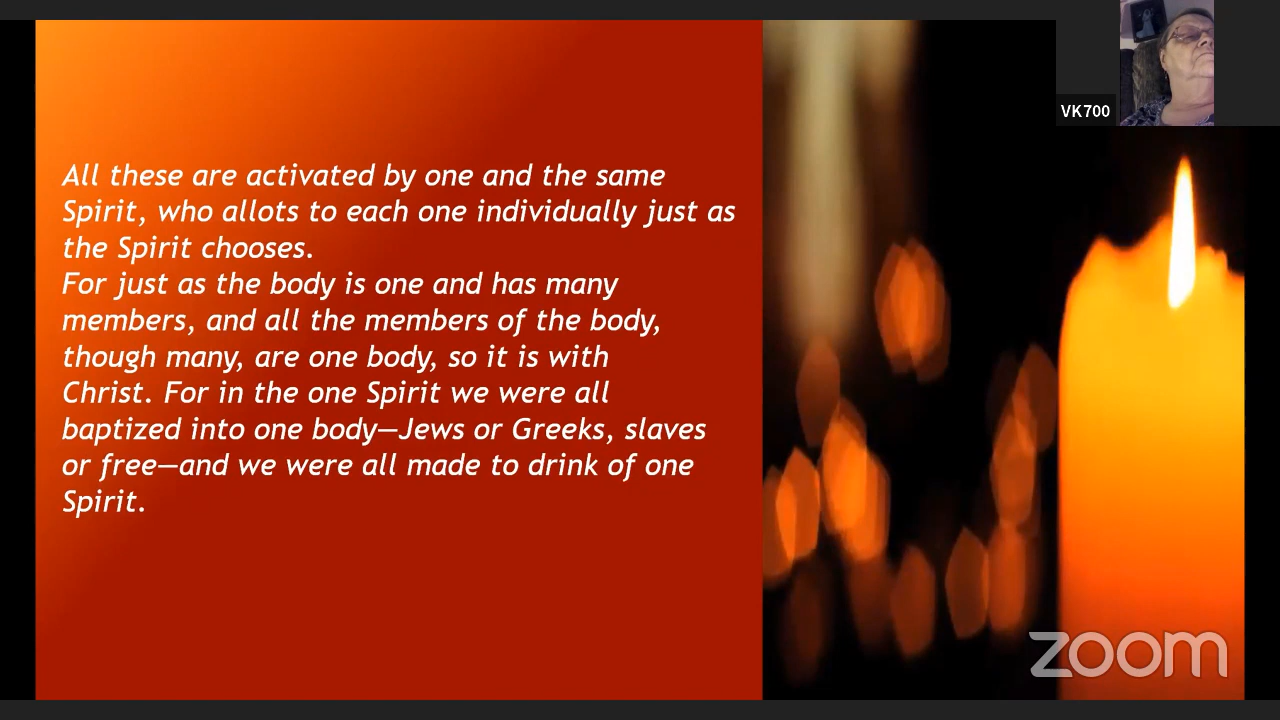 All these are activated by one and the same
Spirit, who allots to each one individually just as
the Spirit chooses.
For just as the body is one and has many
members, and all the members of the body,
though many, are one body, so it is with
Christ. For in the one Spirit we were all
baptized into one body—Jews or Greeks, slaves
or free—and we were all made to drink of one
Spirit.
VK700
zoom